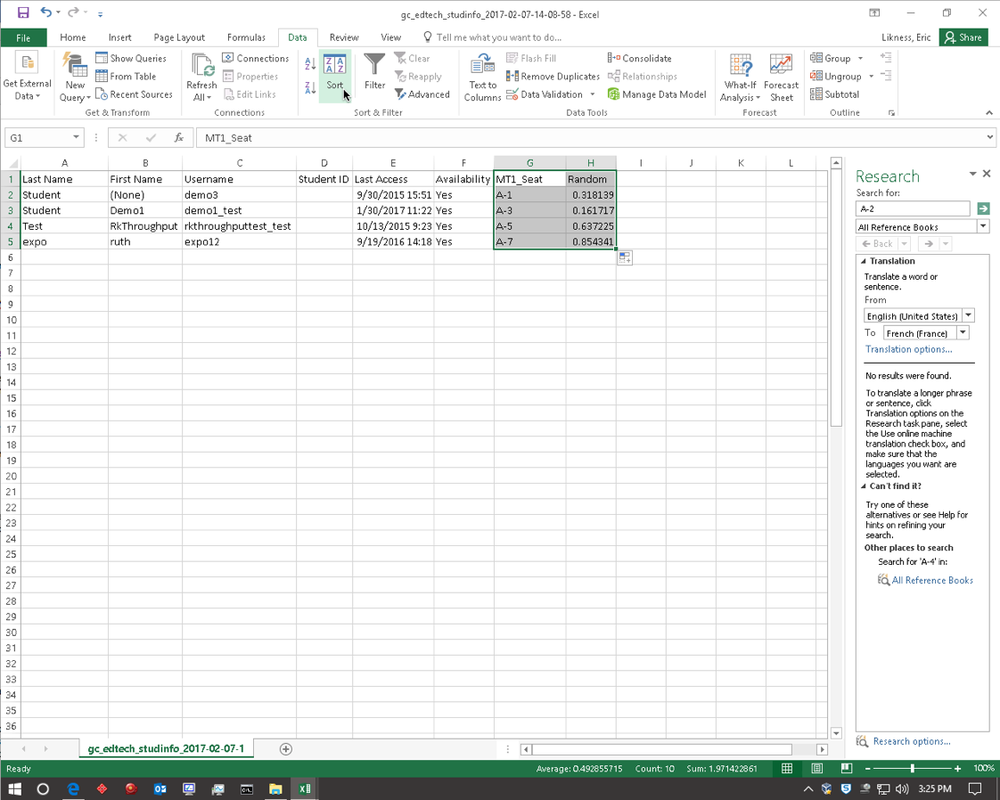 gc_edtech_studinfo_2017-02-07-14-08-58 - Excel
File Home Insert Page Layout Formulas Data Review View Tell me what you want to do... Likness, Eric Share
Get External Data
New Query
Show Queries
From Table
Recent Sources
Get & Transform
Refresh All
Connections
Properties
Edit Links
Connections
Sort
Filter
Clear
Reapply
Advanced
Sort & Filter
Text to Columns
Flash Fill
Remove Duplicates
Data Validation
Consolidate
Relationships
Manage Data Model
Data Tools
What-If Analysis
Forecast Sheet
Forecast
Group
Ungroup
Subtotal
Outline
G1 fx MT1_Seat
A B C D E F G H I J K L
1 Last Name First Name Username Student ID Last Access Availability MT1_Seat Random
2 Student (None) demo3 9/30/2015 15:51 Yes A-1 0.318139
3 Student Demo1 demo1_test 1/30/2017 11:22 Yes A-3 0.161717
4 Test RkThroughput rkthroughputtest_test 10/13/2015 9:23 Yes A-5 0.637225
5 expo ruth expo12 9/19/2016 14:18 Yes A-7 0.854341
6
7
8
9
10
11
12
13
14
15
16
17
18
19
20
21
22
23
24
25
26
27
28
29
30
31
32
33
34
35
36
Research
Search for:
A-2
All Reference Books
Back
Translation
Translate a word or
sentence.
From
English (United States)
To French (France)
Translation options...
No results were found.
To translate a longer phrase
or sentence, click
Translation options on the
Research task pane, select
the Use online machine
translation check box, and
make sure that the
languages you want are
selected.
Can't find it?
Try one of these
alternatives or see Help for
hints on refining your
search.
Other places to search
Search for 'A-4' in:
All Reference Books
Research options...
gc_edtech_studinfo_2017-02-07-1
Ready Average: 0.492855715 Count: 10 Sum: 1.971422861 100%
3:25 PM